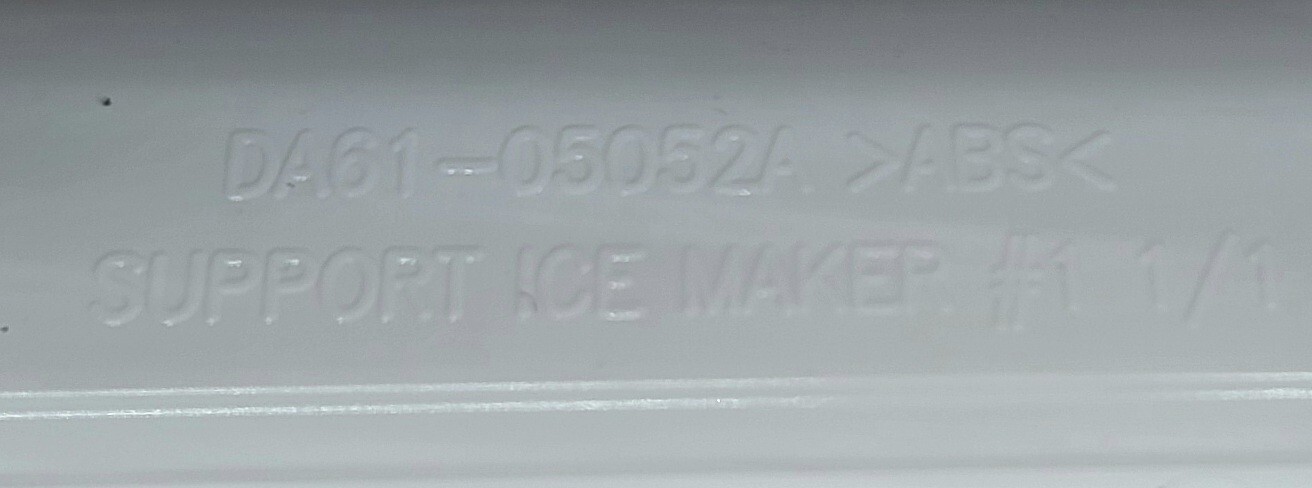 DA61-05052A >ABS<
SUPPORT ICE MAKER #1 1/1